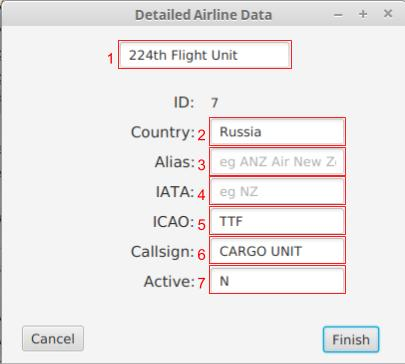 Detailed Airline Data
1 224th Flight Unit
ID: 7
Country: 2 Russia
Alias: 3 eg ANZ Air New Z
IATA: 4 eg NZ
ICAO: 5 TTF
Callsign: 6 CARGO UNIT
Active: 7 N
Cancel Finish